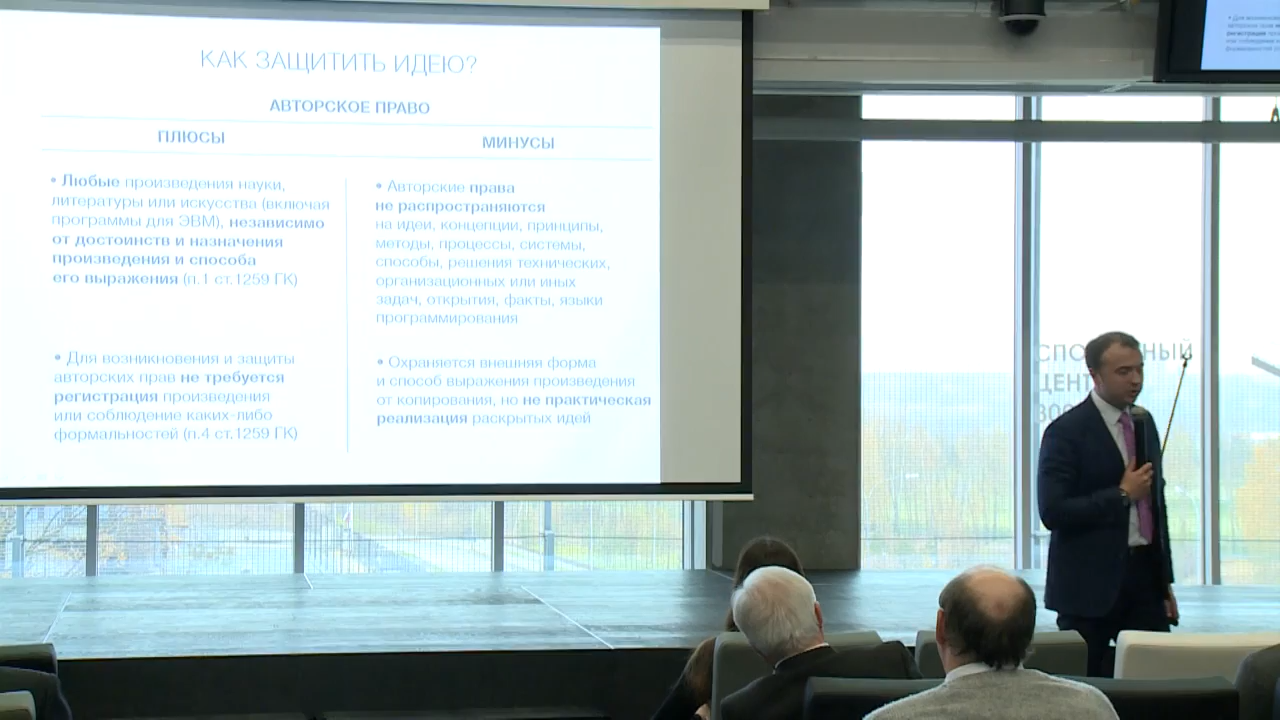 КАК ЗАЩИТИТЬ ИДЕЮ?
АВТОРСКОЕ ПРАВО
ПЛЮСЫ
• Любые произведения науки,
литературы или искусства (включая
программы для ЭВМ), независимо
от достоинств и назначения
произведения и способа
его выражения (п.1 ст.1259 ГК)
• Для возникновения и защиты
авторских прав не требуется
регистрация произведения
или соблюдение каких-либо
формальностей (п.4 ст.1259 ГК)
МИНУСЫ
• Авторские права
не распространяются
на идеи, концепции, принципы,
методы, процессы, системы,
способы, решения технических,
организационных или иных
задач, открытия, факты, языки
программирования
• Охраняется внешняя форма
и способ выражения произведения
от копирования, но не практическая
реализация раскрытых идей